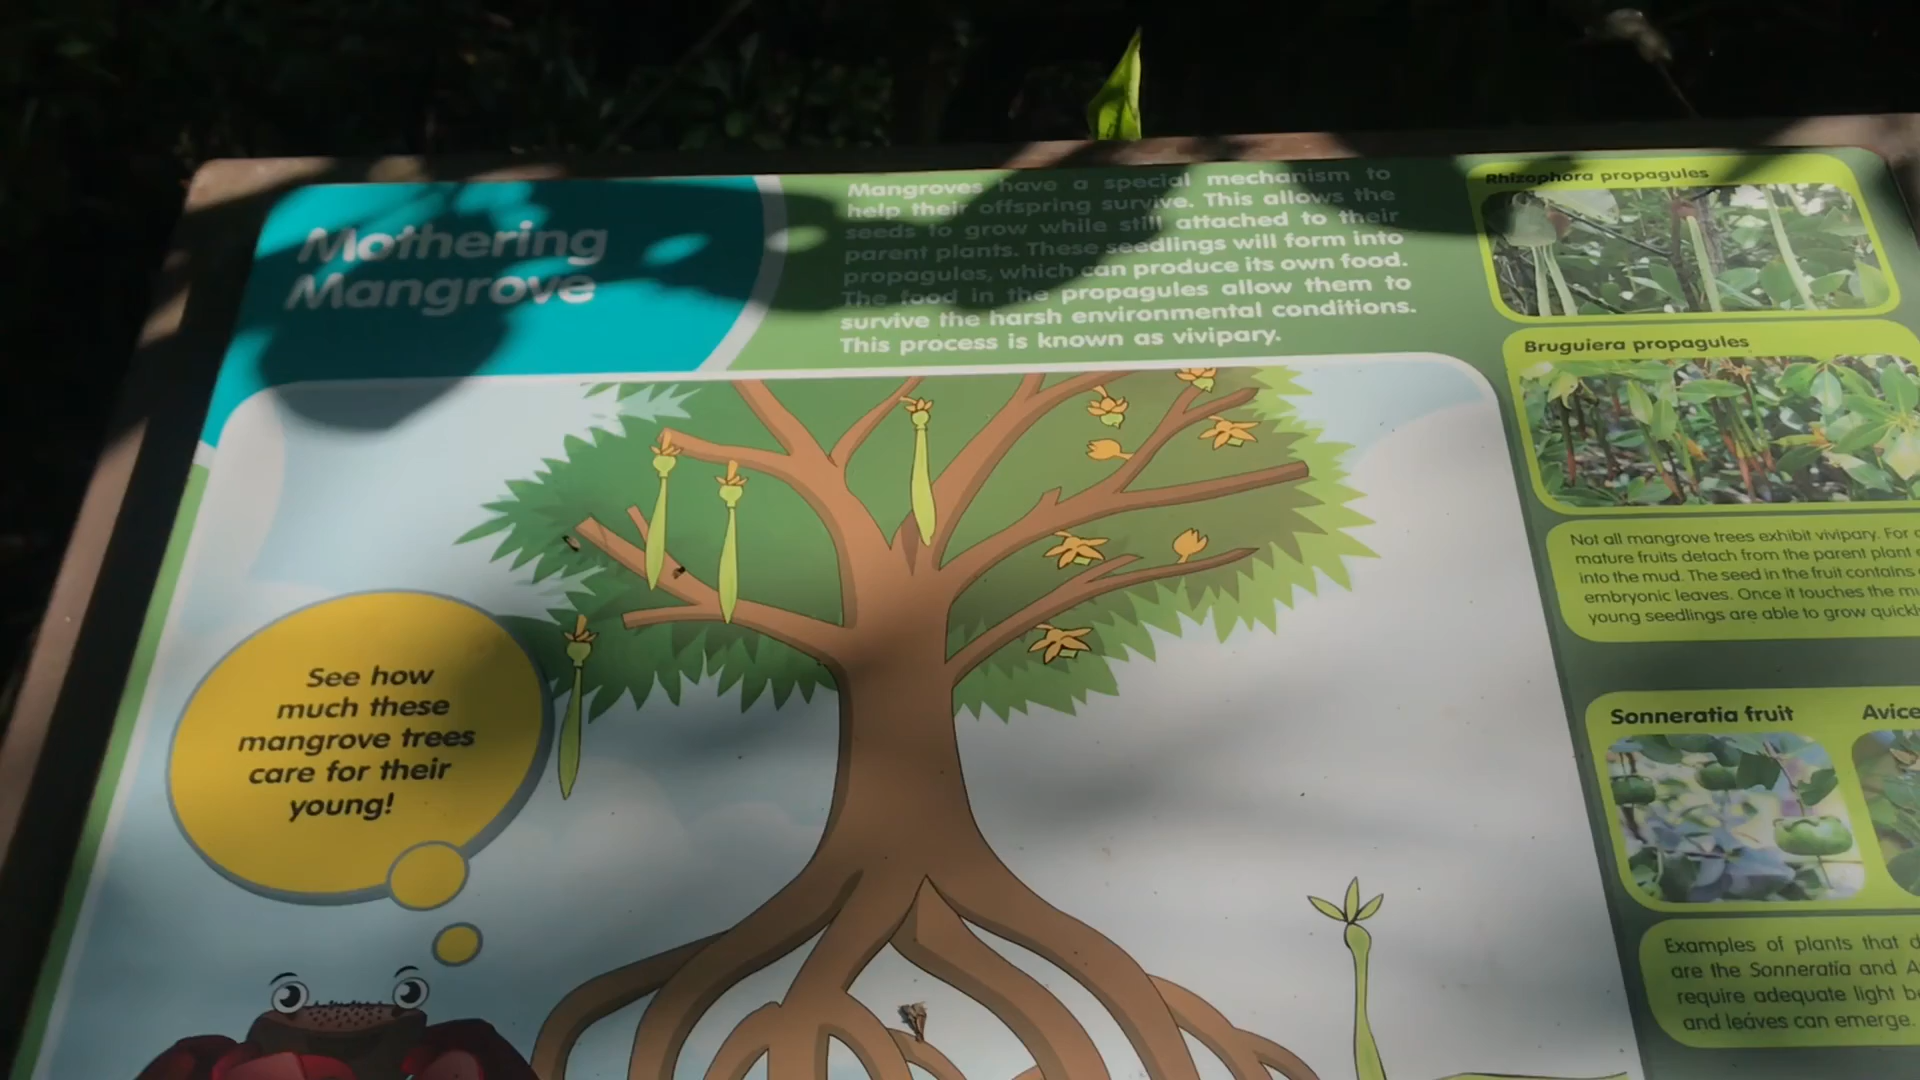 Mothering
Mangrove
Mangroves have a special mechanism to
help their offspring survive. This allows the
seeds to grow while still attached to their
parent plants. These seedlings will form into
propagules, which can produce its own food.
The food in the propagules allow them to
survive the harsh environmental conditions.
This process is known as vivipary.
See how
much these
mangrove trees
care for their
young!
Rhizophora propagules
Bruguiera propagules
Not all mangrove trees exhibit vivipary. For
mature fruits detach from the parent plant
into the mud. The seed in the fruit contains
embryonic leaves. Once it touches the
young seedlings are able to grow
Sonneratia fruit
Examples of plants that
are the Sonneratia and
require adequate light
and leaves can emerge.